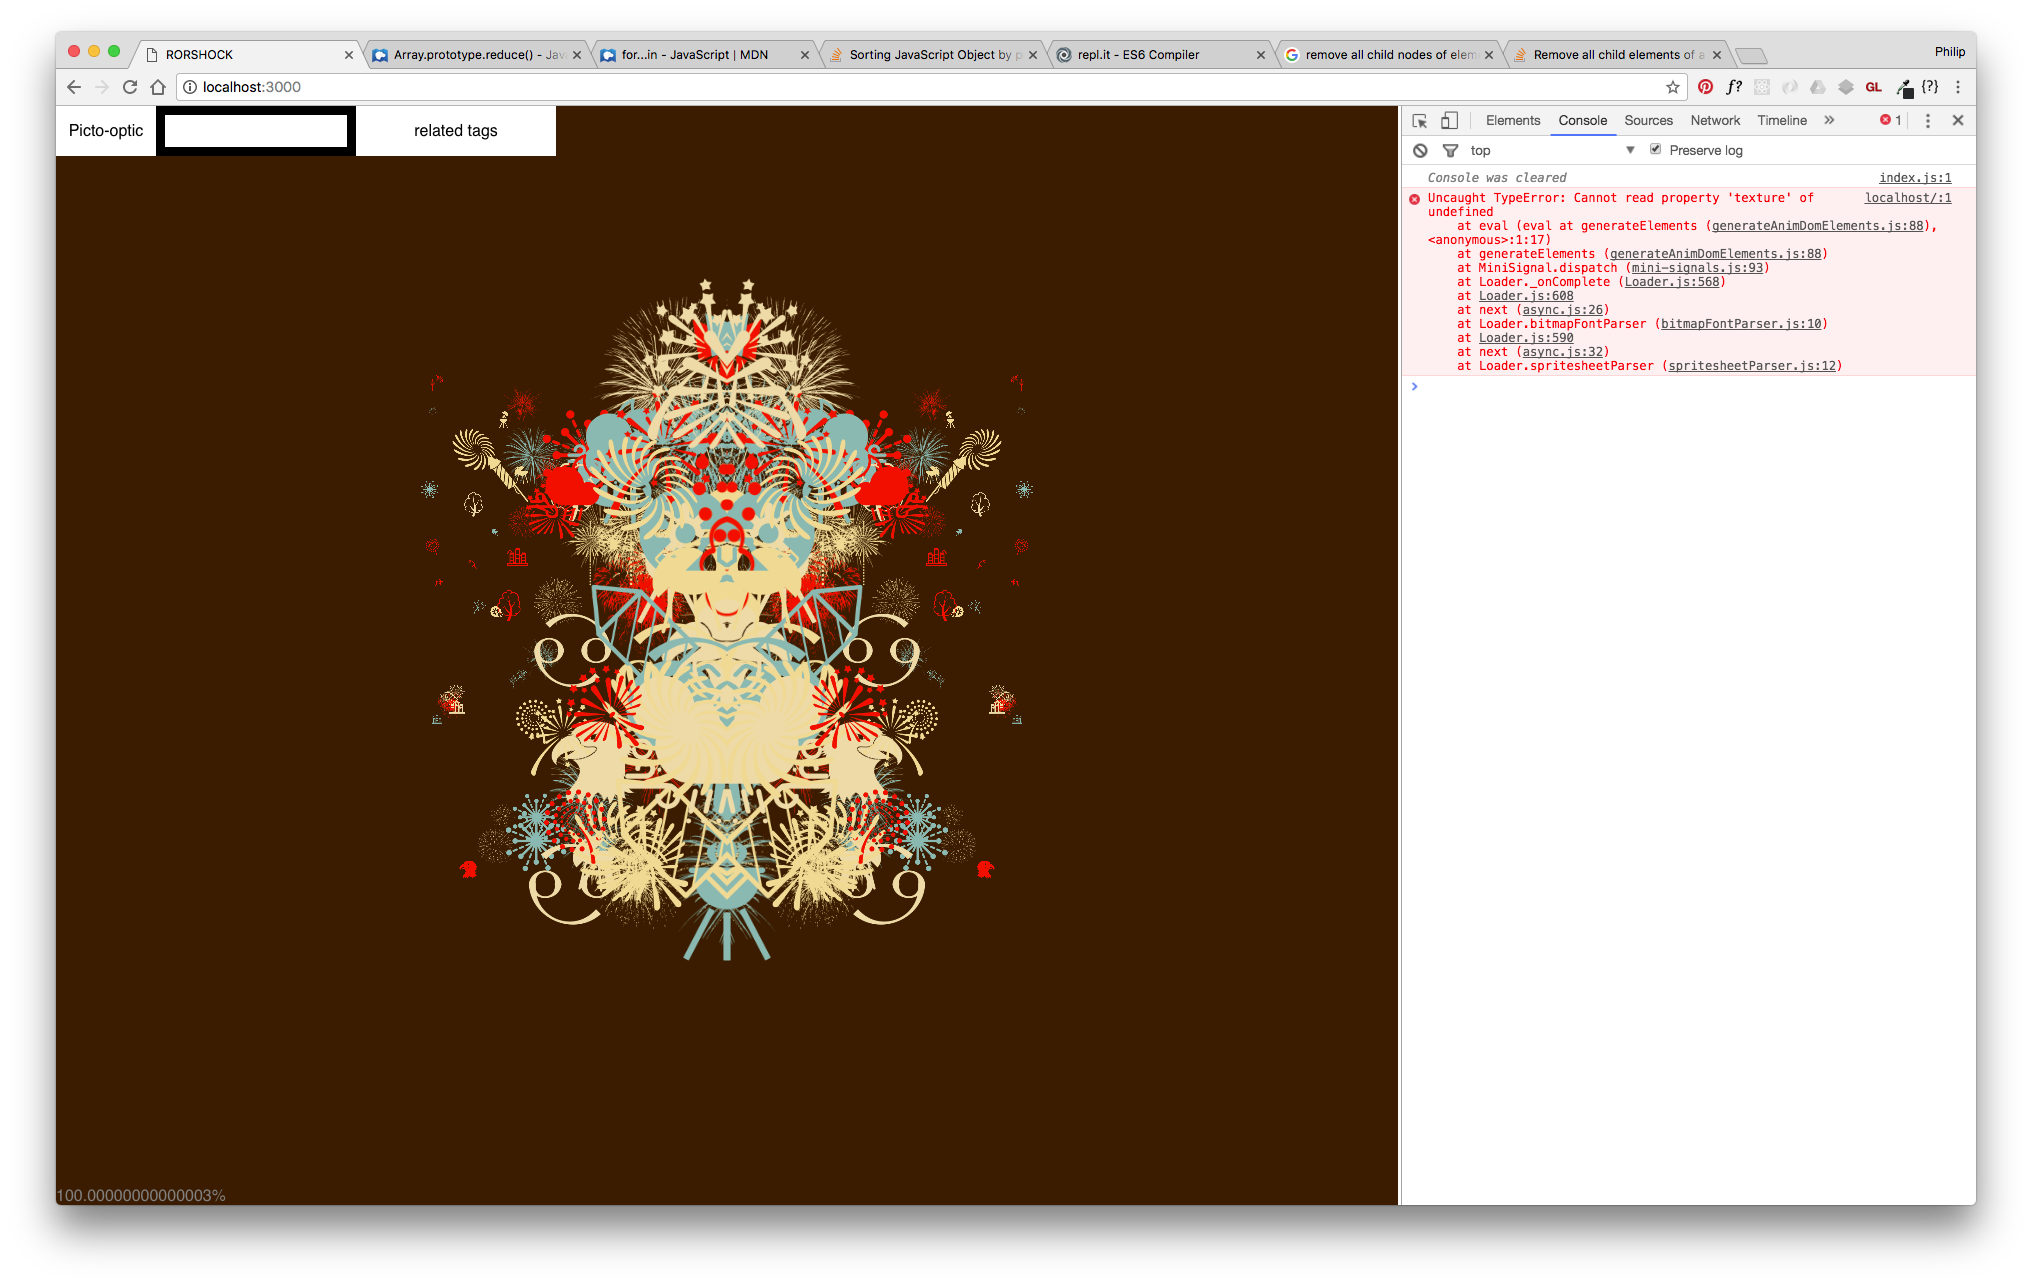 RORSHOCK
Array.prototype.reduce() - Jav
for...in - JavaScript | MDN
Sorting JavaScript Object by p
repl.it - ES6 Compiler
remove all child nodes of elem
Remove all child elements of a
Philip
localhost:3000
f?
GL
{?}
Picto-optic
related tags
Elements
Console
Sources
Network
Timeline
1
top
Preserve log
Console was cleared
index.js:1
Uncaught TypeError: Cannot read property 'texture' of
localhost/:1
undefined
at eval (eval at generateElements (generateAnimDomElements.js:88),
<anonymous>:1:17)
at generateElements (generateAnimDomElements.js:88)
at MiniSignal.dispatch (mini-signals.js:93)
at Loader._onComplete (Loader.js:568)
at Loader.js:608
at next (async.js:26)
at Loader.bitmapFontParser (bitmapFontParser.js:10)
at Loader.js:590
at next (async.js:32)
at Loader.spritesheetParser (spritesheetParser.js:12)
100.00000000000003%